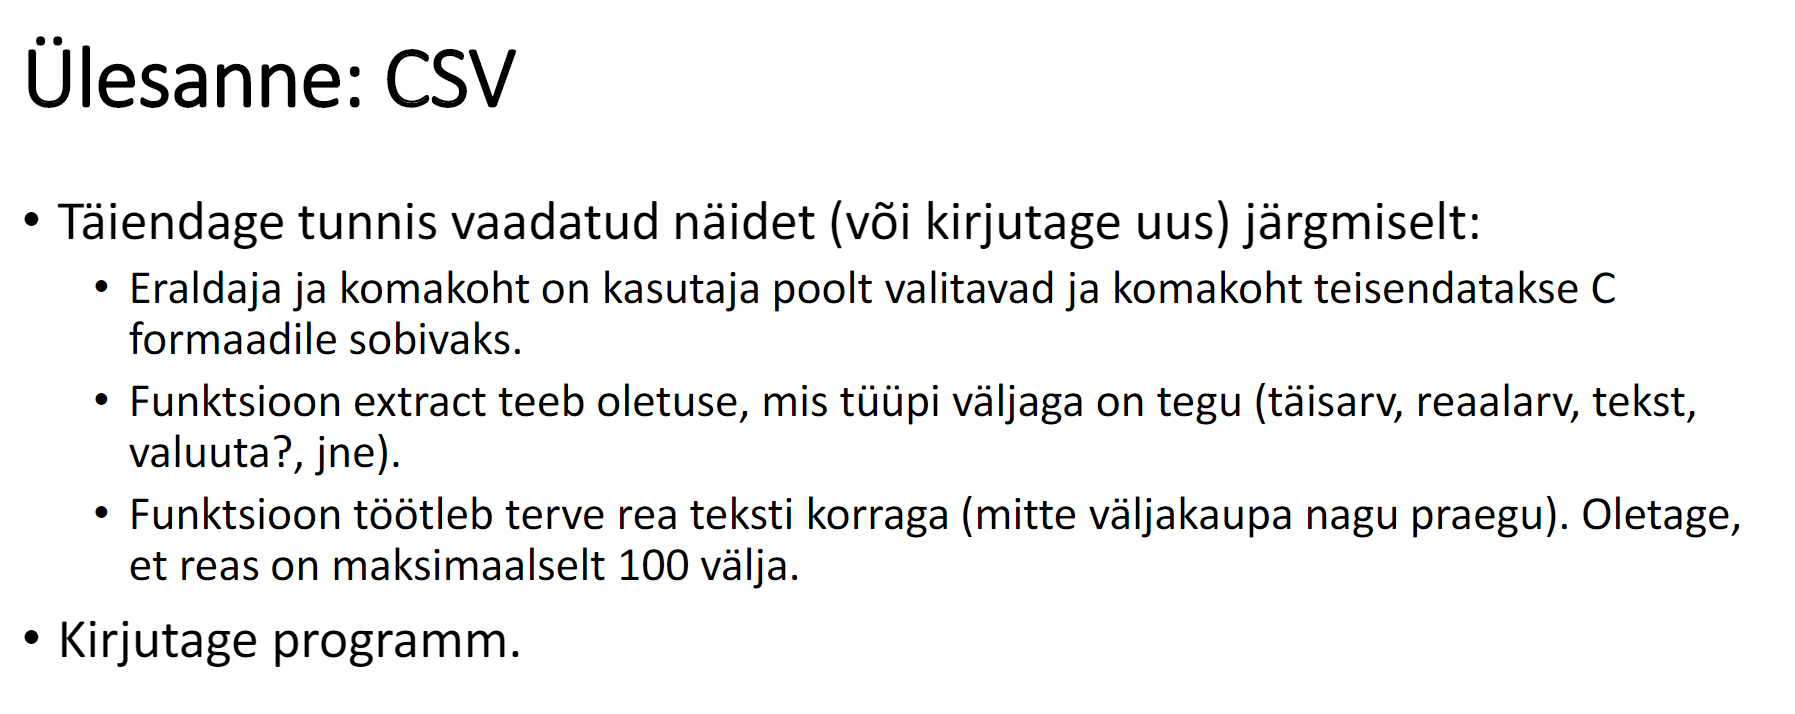 Ülesanne: CSV
• Täiendage tunnis vaadatud näidet (või kirjutage uus) järgmiselt:
• Eraldaja ja komakoht on kasutaja poolt valitavad ja komakoht teisendatakse C
formaadile sobivaks.
• Funktsioon extract teeb oletuse, mis tüüpi väljaga on tegu (täisarv, reaalarv, tekst,
valuuta?, jne).
• Funktsioon töötleb terve rea teksti korraga (mitte väljakaupa nagu praegu). Oletage,
et reas on maksimaalselt 100 välja.
• Kirjutage programm.